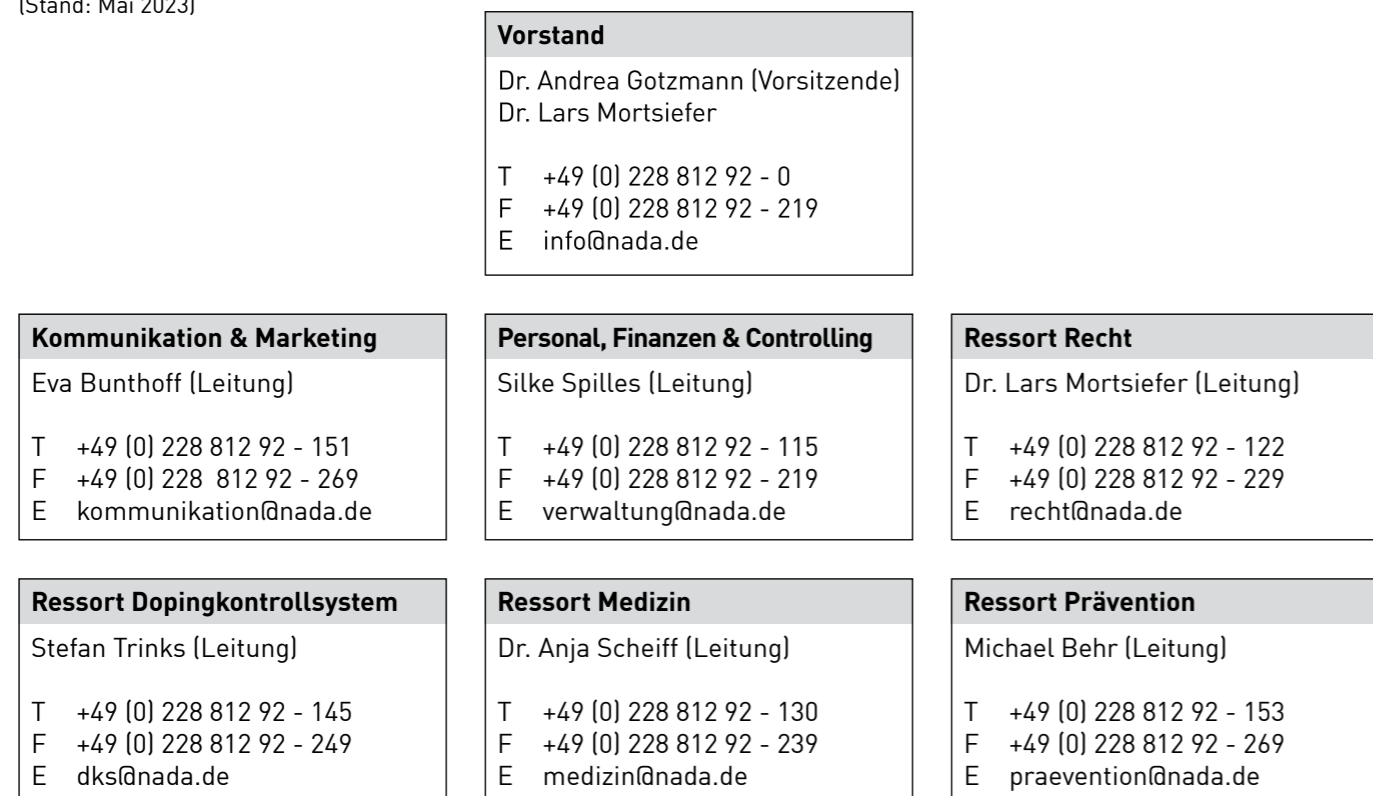 (Stand: Mai 2023)
Vorstand
Dr. Andrea Gotzmann (Vorsitzende)
Dr. Lars Mortsiefer
T +49 (0) 228 812 92 - 0
F +49 (0) 228 812 92 - 219
E info@nada.de
Kommunikation & Marketing
Eva Bunthoff (Leitung)
T +49 (0) 228 812 92 - 151
F +49 (0) 228 812 92 - 269
E kommunikation@nada.de
Personal, Finanzen & Controlling
Silke Spilles (Leitung)
T +49 (0) 228 812 92 - 115
F +49 (0) 228 812 92 - 219
E verwaltung@nada.de
Ressort Recht
Dr. Lars Mortsiefer (Leitung)
T +49 (0) 228 812 92 - 122
F +49 (0) 228 812 92 - 229
E recht@nada.de
Ressort Dopingkontrollsystem
Stefan Trinks (Leitung)
T +49 (0) 228 812 92 - 145
F +49 (0) 228 812 92 - 249
E dks@nada.de
Ressort Medizin
Dr. Anja Scheiff (Leitung)
T +49 (0) 228 812 92 - 130
F +49 (0) 228 812 92 - 239
E medizin@nada.de
Ressort Prävention
Michael Behr (Leitung)
T +49 (0) 228 812 92 - 153
F +49 (0) 228 812 92 - 269
E praevention@nada.de